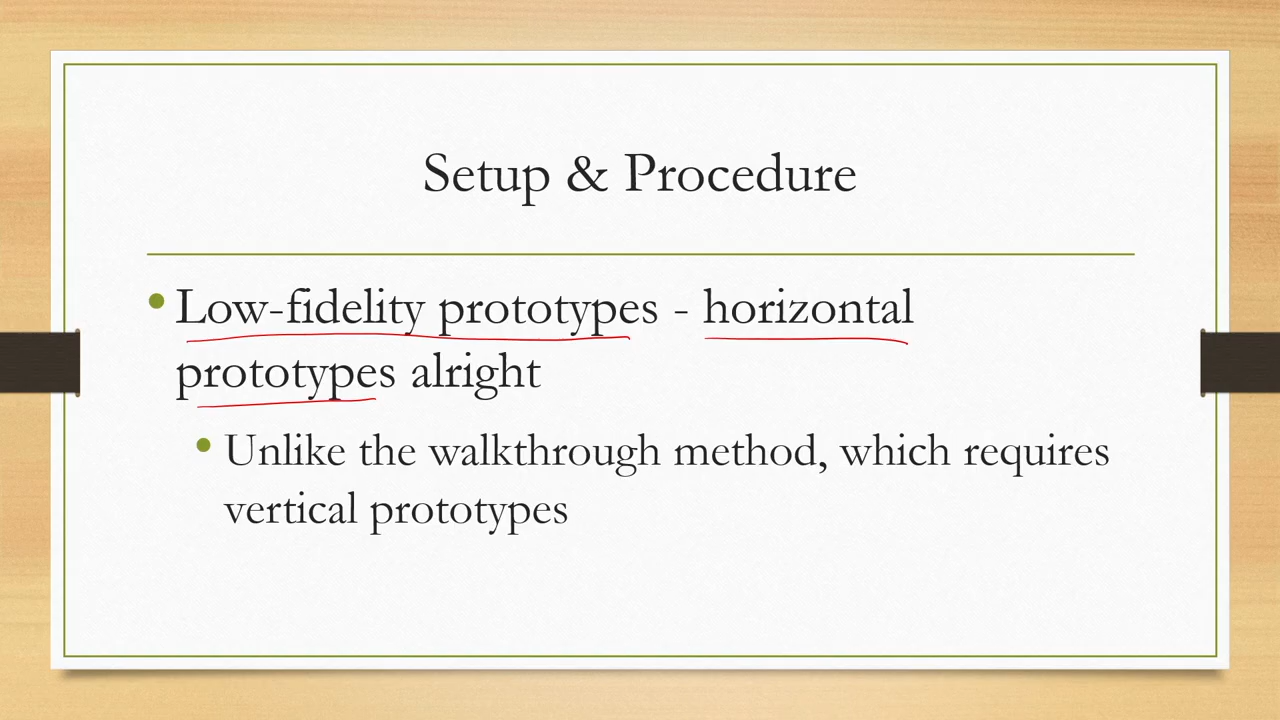 Setup & Procedure
• Low-fidelity prototypes - horizontal
prototypes alright
• Unlike the walkthrough method, which requires
vertical prototypes